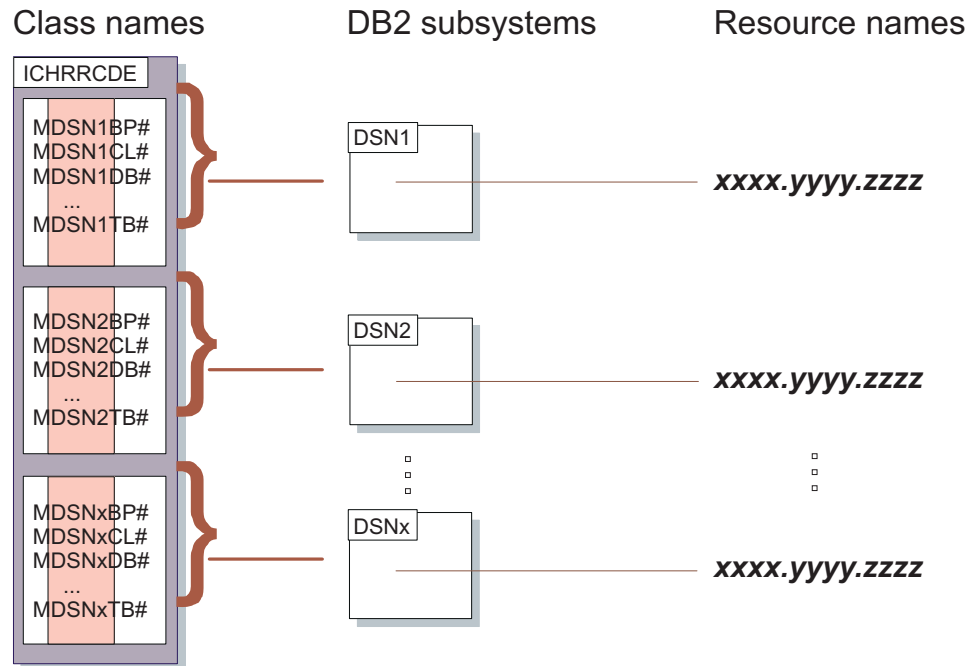 Class names
DB2 subsystems
Resource names
ICHRRCDE
MDSN1BP#
MDSN1CL#
MDSN1DB#
...
MDSN1TB#
DSN1
xxxx.yyyy.zzzz
MDSN2BP#
MDSN2CL#
MDSN2DB#
...
MDSN2TB#
DSN2
xxxx.yyyy.zzzz
MDSNxBP#
MDSNxCL#
MDSNxDB#
...
MDSNxTB#
DSNx
xxxx.yyyy.zzzz